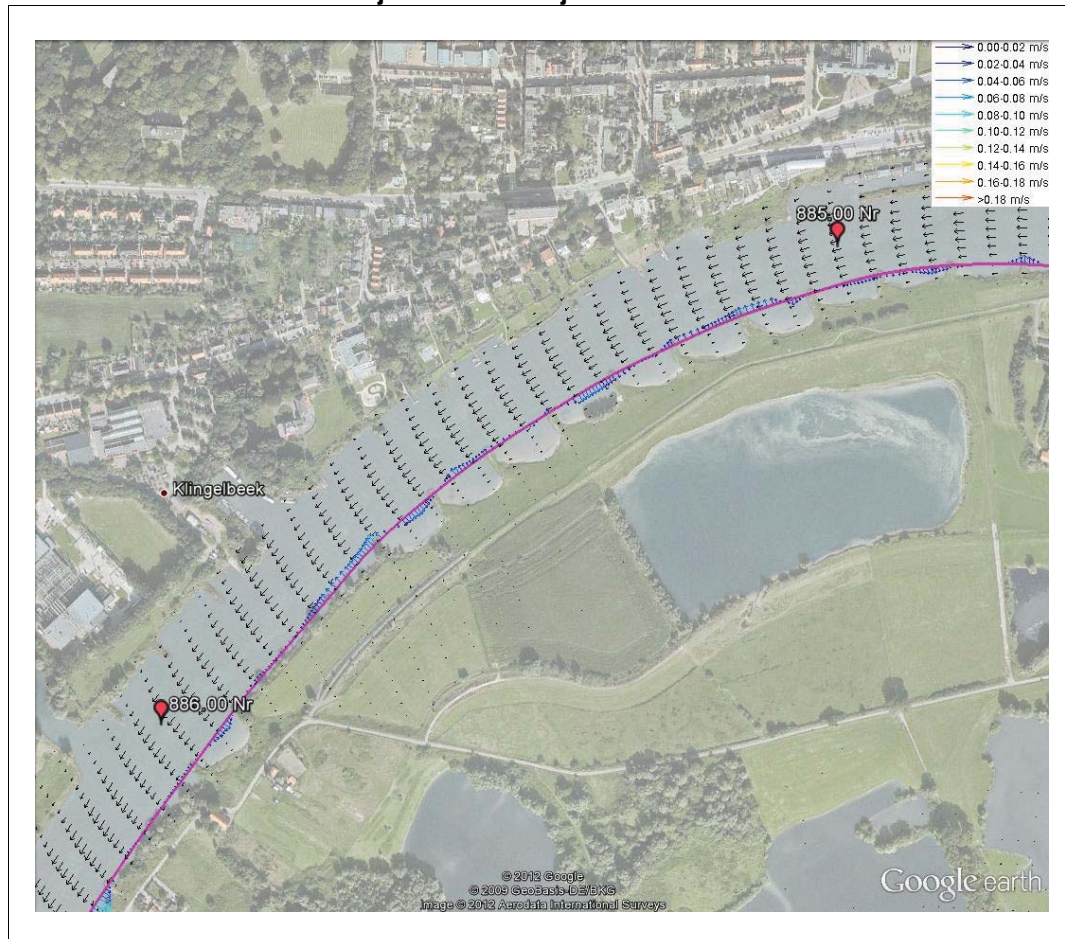 0.00-0.02 m/s
0.02-0.04 m/s
0.04-0.06 m/s
0.06-0.08 m/s
0.08-0.10 m/s
0.10-0.12 m/s
0.12-0.14 m/s
0.14-0.16 m/s
0.16-0.18 m/s
>0.18 m/s
885.00 Nr
Klingelbeek
886.00 Nr
© 2012 Google
© 2009 GeoBasis-DE/BKG
Image © 2012 Aerodata International Surveys
Google earth